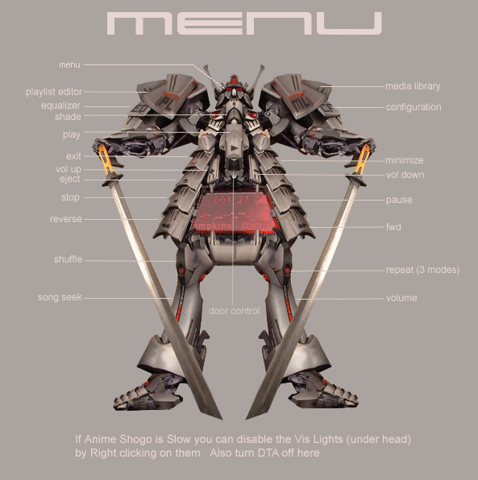 menu
menu
playlist editor
media library
equalizer
configuration
shade
play
exit
minimize
vol up
vol down
eject
stop
pause
reverse
fwd
shuffle
repeat (3 modes)
song seek
volume
door control
PL
ML
If Anime Shogo is Slow you can disable the Vis Lights (under head)
by Right clicking on them.  Also turn DTA off here